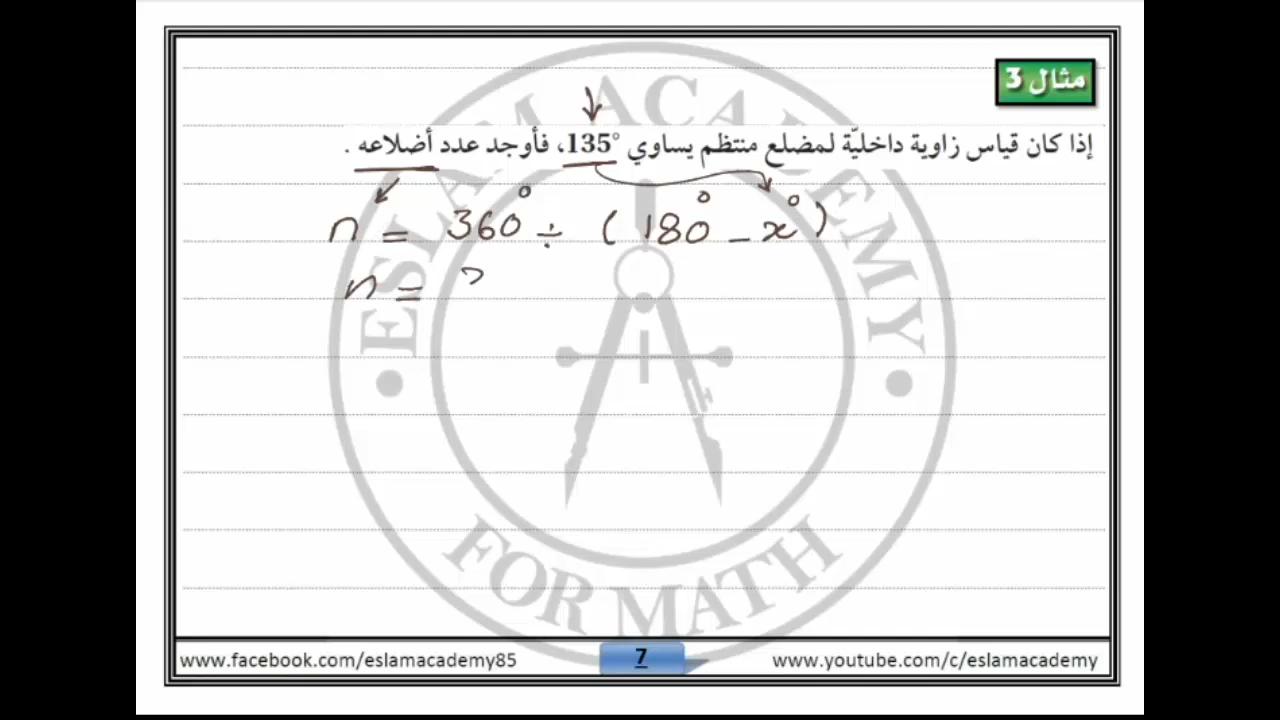 مثال 3
إذا كان قياس زاوية داخليّة لمضلع منتظم يساوي 135°، فأوجد عدد أضلاعه .
n = 360° ÷ ( 180° - x° )
n =
ESLAM ACADEMY
FOR MATH
www.facebook.com/eslamacademy85
7
www.youtube.com/c/eslamacademy